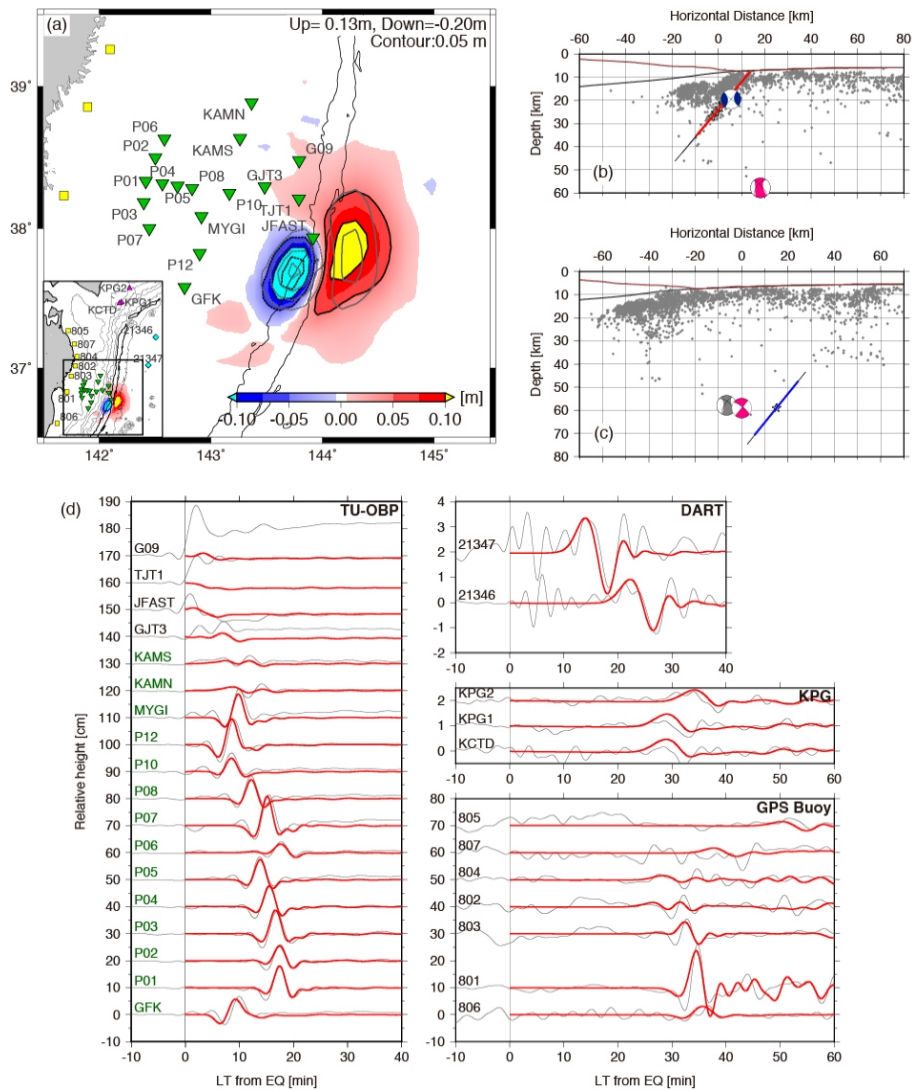 (a)
Up= 0.13m, Down=-0.20m
Contour:0.05 m
39°
38°
37°
142
143
144
145
KAMN
P06
P02
KAMS
G09
P01
P04
P05
P08
GJT3
P10
TJT1
P03
MYGI
JFAST
P07
P12
GFK
KPG2
KPG1
KCTD
21346
21347
805
807
804
802
803
801
806
[m]
-0.10
-0.05
0.00
0.05
0.10
Horizontal Distance [km]
-60 -40 -20 0 20 40 60 80
Depth [km]
0
10
20
30
40
50
60
(b)
Horizontal Distance [km]
-60 -40 -20 0 20 40 60
Depth [km]
0
10
20
30
40
50
60
70
80
(c)
(d)
TU-OBP
Relative height [cm]
190
180
170
160
150
140
130
120
110
100
90
80
70
60
50
40
30
20
10
0
-10
G09
TJT1
JFAST
GJT3
KAMS
KAMN
MYGI
P12
P10
P08
P07
P06
P05
P04
P03
P02
P01
GFK
-10 0 10 20 30 40
LT from EQ [min]
DART
4
3
2
1
0
-1
-2
21347
21346
-10 0 10 20 30 40
KPG
2
1
0
KPG2
KPG1
KCTD
-10 0 10 20 30 40 50 60
GPS Buoy
80
70
60
50
40
30
20
10
0
-10
805
807
804
802
803
801
806
-10 0 10 20 30 40 50 60
LT from EQ [min]